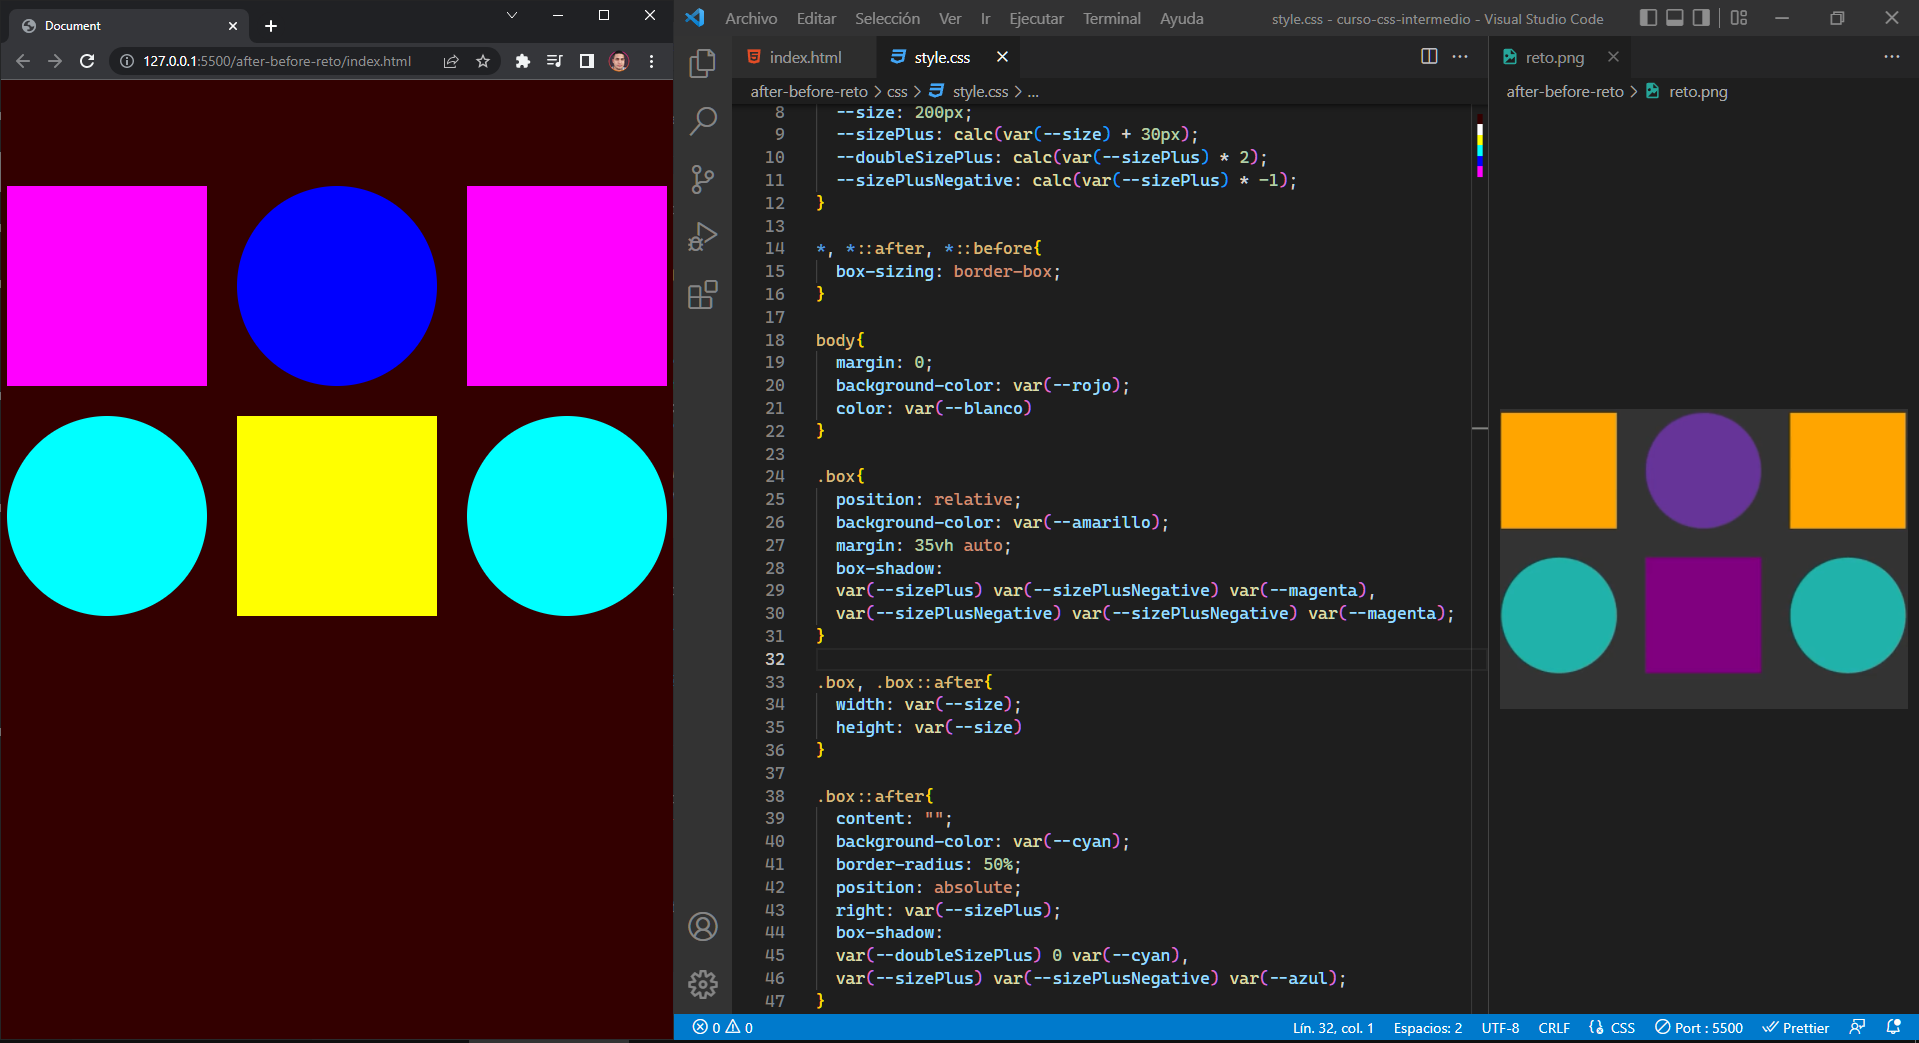 Document
127.0.0.1:5500/after-before-reto/index.html
Archivo Editar Selección Ver Ir Ejecutar Terminal Ayuda
style.css - curso-css-intermedio - Visual Studio Code
index.html
style.css
after-before-reto > css > style.css > ...
8 --size: 200px;
9 --sizePlus: calc(var(--size) + 30px);
10 --doubleSizePlus: calc(var(--sizePlus) * 2);
11 --sizePlusNegative: calc(var(--sizePlus) * -1);
12 }
13
14 *, *::after, *::before{
15 box-sizing: border-box;
16 }
17
18 body{
19 margin: 0;
20 background-color: var(--rojo);
21 color: var(--blanco)
22 }
23
24 .box{
25 position: relative;
26 background-color: var(--amarillo);
27 margin: 35vh auto;
28 box-shadow:
29 var(--sizePlus) var(--sizePlusNegative) var(--magenta),
30 var(--sizePlusNegative) var(--sizePlusNegative) var(--magenta);
31 }
32
33 .box, .box::after{
34 width: var(--size);
35 height: var(--size)
36 }
37
38 .box::after{
39 content: "";
40 background-color: var(--cyan);
41 border-radius: 50%;
42 position: absolute;
43 right: var(--sizePlus);
44 box-shadow:
45 var(--doubleSizePlus) 0 var(--cyan),
46 var(--sizePlus) var(--sizePlusNegative) var(--azul);
47 }
reto.png
after-before-reto > reto.png
0 0
Lín. 32, col. 1 Espacios: 2 UTF-8 CRLF CSS Port : 5500 Prettier